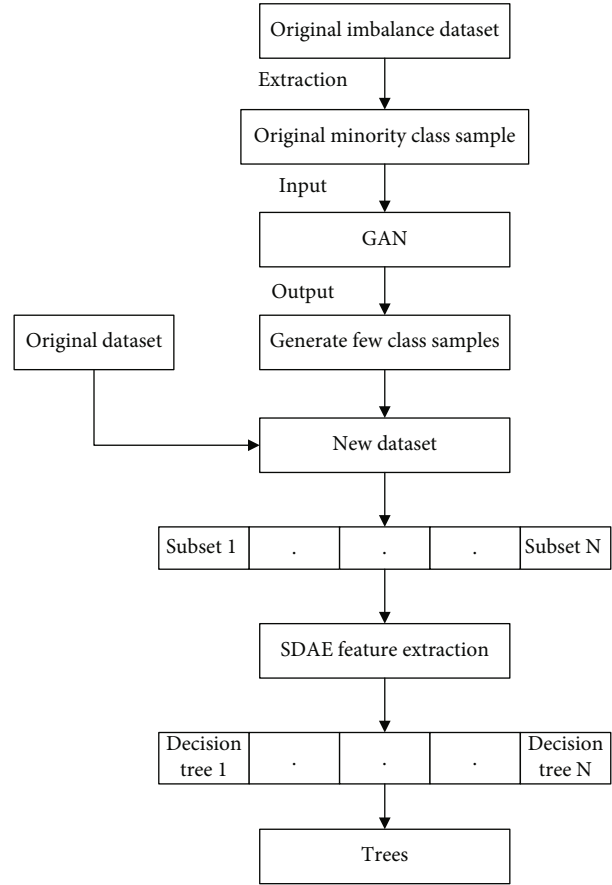 Original imbalance dataset
Extraction
Original minority class sample
Input
GAN
Output
Original dataset
Generate few class samples
New dataset
Subset 1 . . . Subset N
SDAE feature extraction
Decision
tree 1
. . .
Decision
tree N
Trees